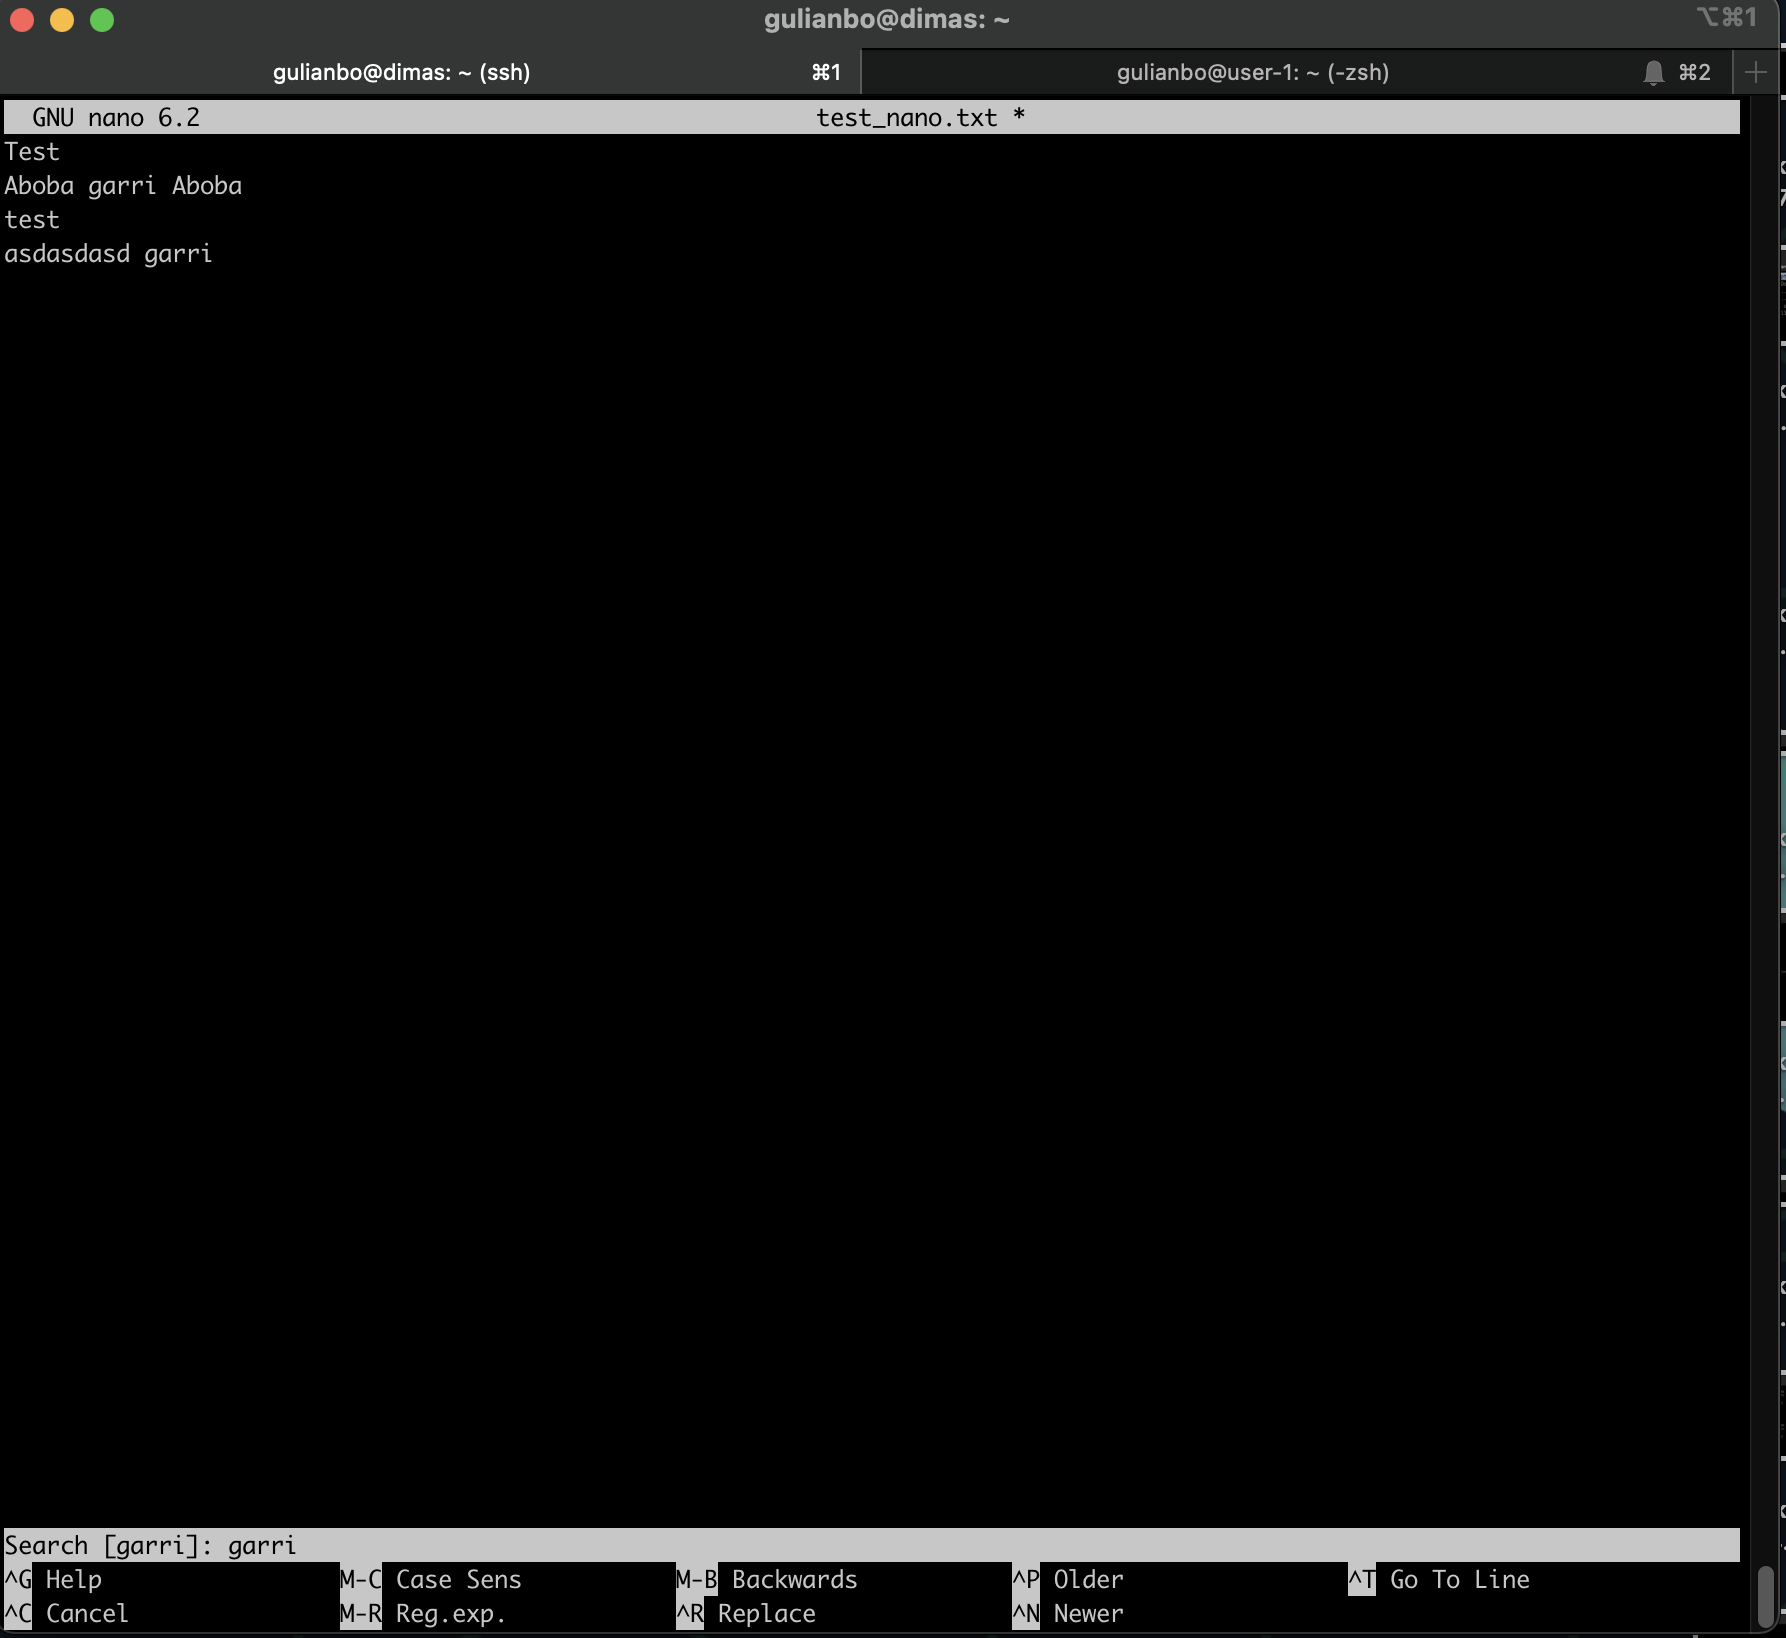 gulianbo@dimas: ~
⌥⌘1
gulianbo@dimas: ~ (ssh) ⌘1
gulianbo@user-1: ~ (-zsh) ⌘2
GNU nano 6.2 test_nano.txt *
Test
Aboba garri Aboba
test
asdasdasd garri
Search [garri]: garri
^G Help M-C Case Sens M-B Backwards ^P Older ^T Go To Line
^C Cancel M-R Reg.exp. ^R Replace ^N Newer